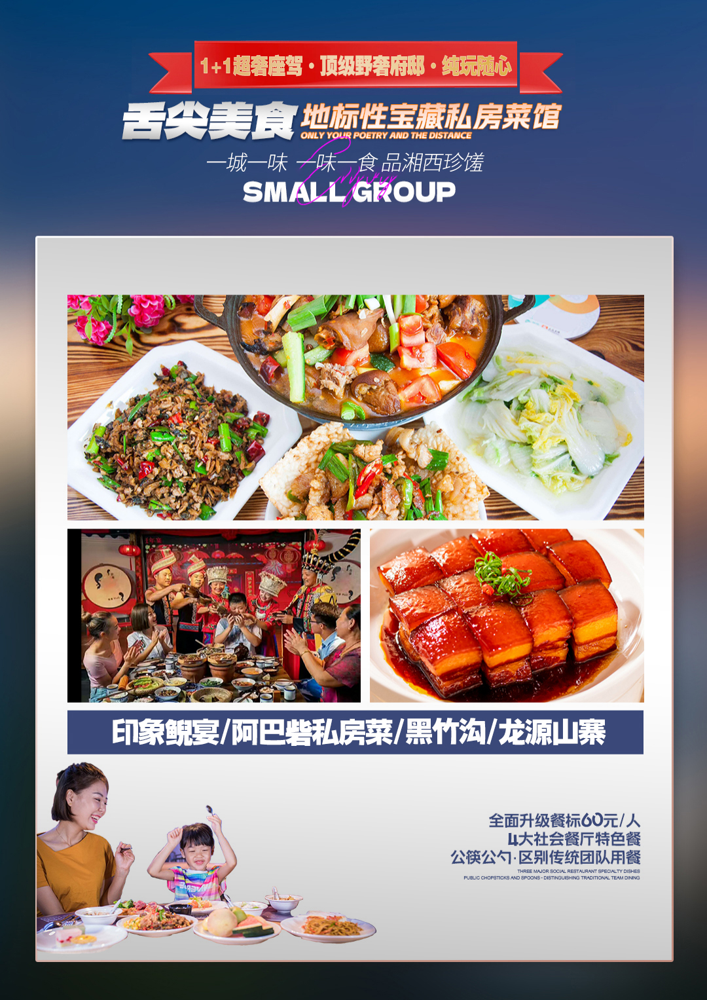 1+1超奢座驾·顶级野奢府邸·纯玩随心
舌尖美食 地标性宝藏私房菜馆
ONLY YOUR POETRY AND THE DISTANCE
一城一味 一味一食 品湘西珍馐
SMALL GROUP
印象鲵宴/阿巴砦私房菜/黑竹沟/龙源山寨
全面升级餐标60元/人
4大社会餐厅特色餐
公筷公勺·区别传统团队用餐
THREE MAJOR SOCIAL RESTAURANT SPECIALTY DISHES
PUBLIC CHOPSTICKS AND SPOONS - DISTINGUISHING TRADITIONAL TEAM DINING